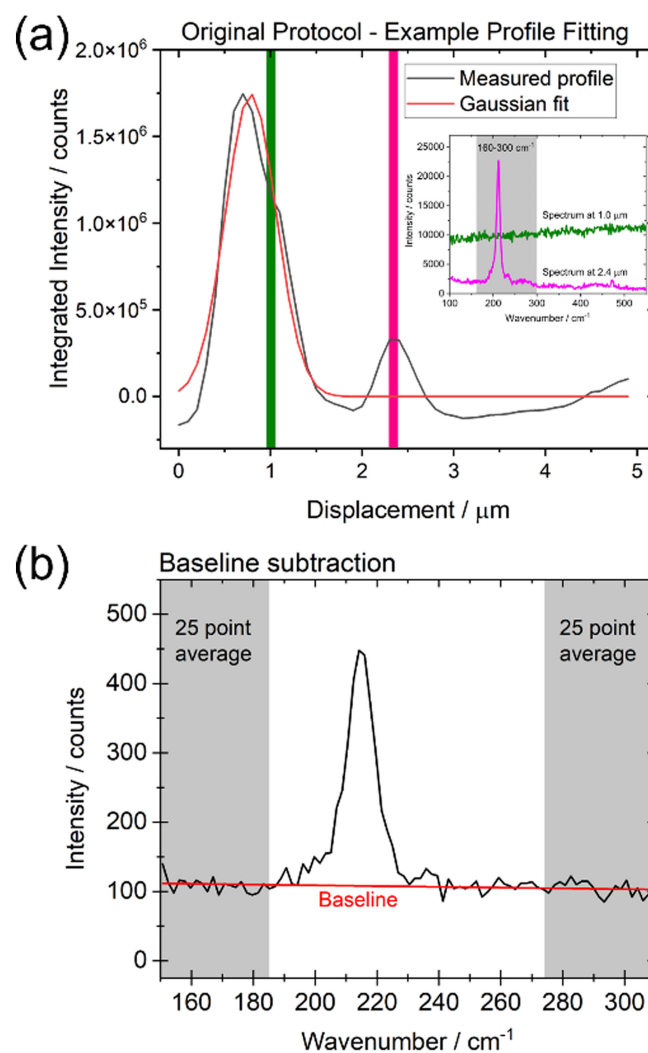 (a)
Original Protocol - Example Profile Fitting
2.0×10⁶
1.5×10⁶
1.0×10⁶
5.0×10⁵
0.0
Integrated Intensity / counts
Measured profile
Gaussian fit
25000
20000
15000
10000
5000
0
Intensity / counts
160-300 cm⁻¹
Spectrum at 1.0 μm
Spectrum at 2.4 μm
100 200 300 400 500
Wavenumber / cm⁻¹
0 1 2 3 4 5
Displacement / μm
(b)
Baseline subtraction
500
400
300
200
100
0
Intensity / counts
25 point
average
25 point
average
Baseline
160 180 200 220 240 260 280 300
Wavenumber / cm⁻¹